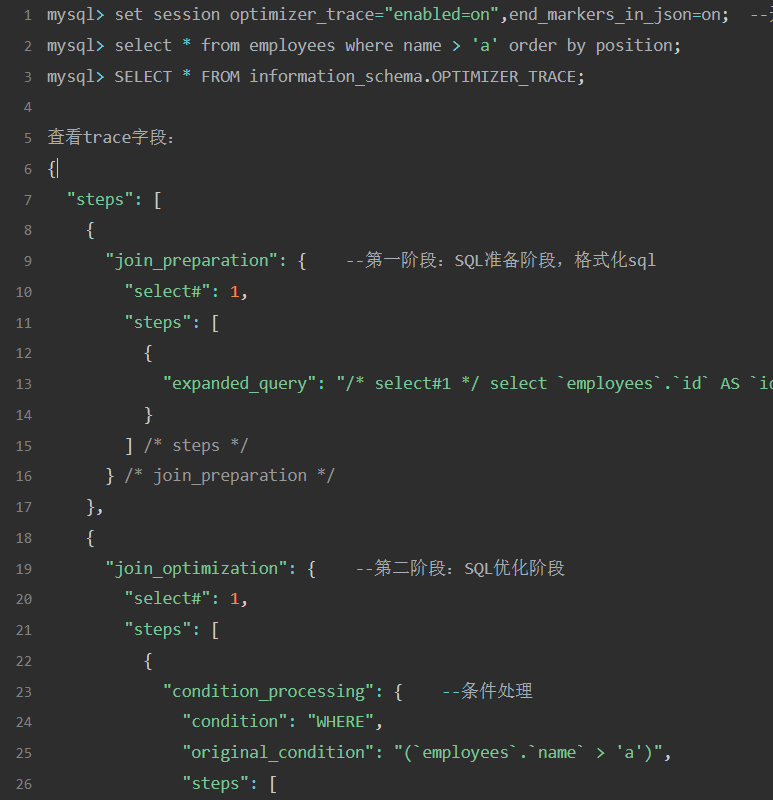 1 mysql> set session optimizer_trace="enabled=on",end_markers_in_json=on;  --
2 mysql> select * from employees where name > 'a' order by position;
3 mysql> SELECT * FROM information_schema.OPTIMIZER_TRACE;
4
5 查看trace字段：
6 {
7   "steps": [
8     {
9       "join_preparation": {    --第一阶段：SQL准备阶段，格式化sql
10         "select#": 1,
11         "steps": [
12           {
13             "expanded_query": "/* select#1 */ select `employees`.`id` AS
14           }
15         ] /* steps */
16       } /* join_preparation */
17     },
18     {
19       "join_optimization": {    --第二阶段：SQL优化阶段
20         "select#": 1,
21         "steps": [
22           {
23             "condition_processing": {    --条件处理
24               "condition": "WHERE",
25               "original_condition": "(`employees`.`name` > 'a')",
26               "steps": [